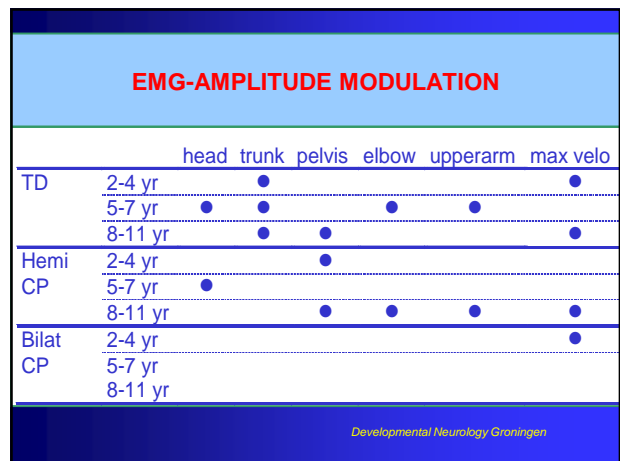 EMG-AMPLITUDE MODULATION
head trunk pelvis elbow upperarm max velo
TD 2-4 yr ● ●
5-7 yr ● ● ● ●
8-11 yr ● ● ●
Hemi 2-4 yr ●
CP 5-7 yr ●
8-11 yr ● ● ● ●
Bilat 2-4 yr ●
CP 5-7 yr
8-11 yr
Developmental Neurology Groningen